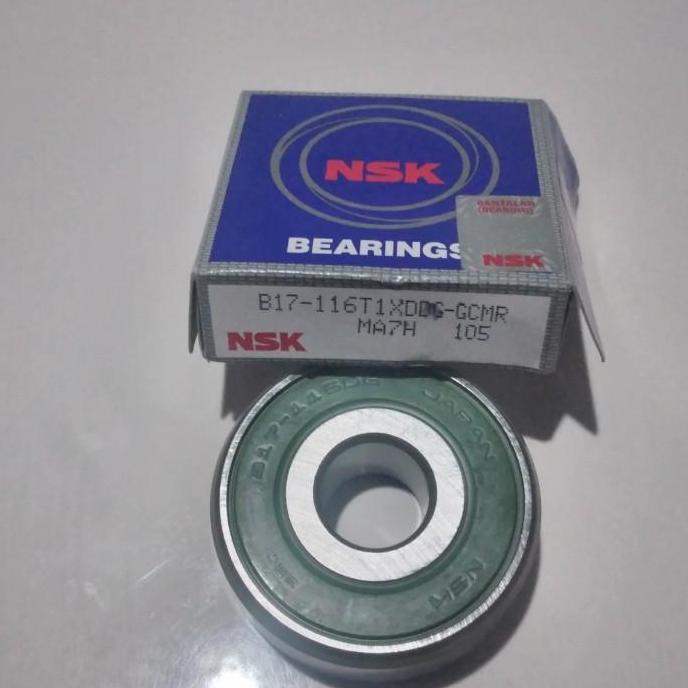 NSK
BANTALAN
(BEARING)
BEARINGS
NSK
B17-116T1XDDG-GCMR
MA7H 105
NSK
B17-116DG
JAPAN
NSK